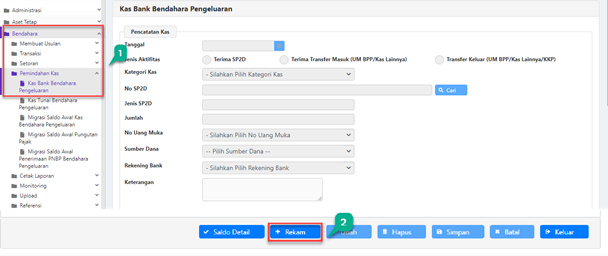 Administrasi
Aset Tetap
Bendahara
Membuat Usulan
Transaksi
Setoran
Pemindahan Kas
Kas Bank Bendahara
Pengeluaran
Kas Tunai Bendahara
Pengeluaran
Migrasi Saldo Awal Kas
Bendahara Pengeluaran
Migrasi Saldo Awal Pungutan
Pajak
Migrasi Saldo Awal
Penerimaan PNBP Bendahara
Pengeluaran
Cetak Laporan
Monitoring
Upload
Referensi
1
Kas Bank Bendahara Pengeluaran
Pencatatan Kas
Tanggal
Jenis Aktifitas Terima SP2D Terima Transfer Masuk (UM BPP/Kas Lainnya) Transfer Keluar (UM BPP/Kas Lainnya/KKP)
Kategori Kas - Silahkan Pilih Kategori Kas
No SP2D Cari
Jenis SP2D
Jumlah
No Uang Muka - Silahkan Pilih No Uang Muka
Sumber Dana -- Pilih Sumber Dana --
Rekening Bank - Silahkan Pilih Rekening Bank
Keterangan
2
Saldo Detail Rekam Hapus Simpan Batal Keluar